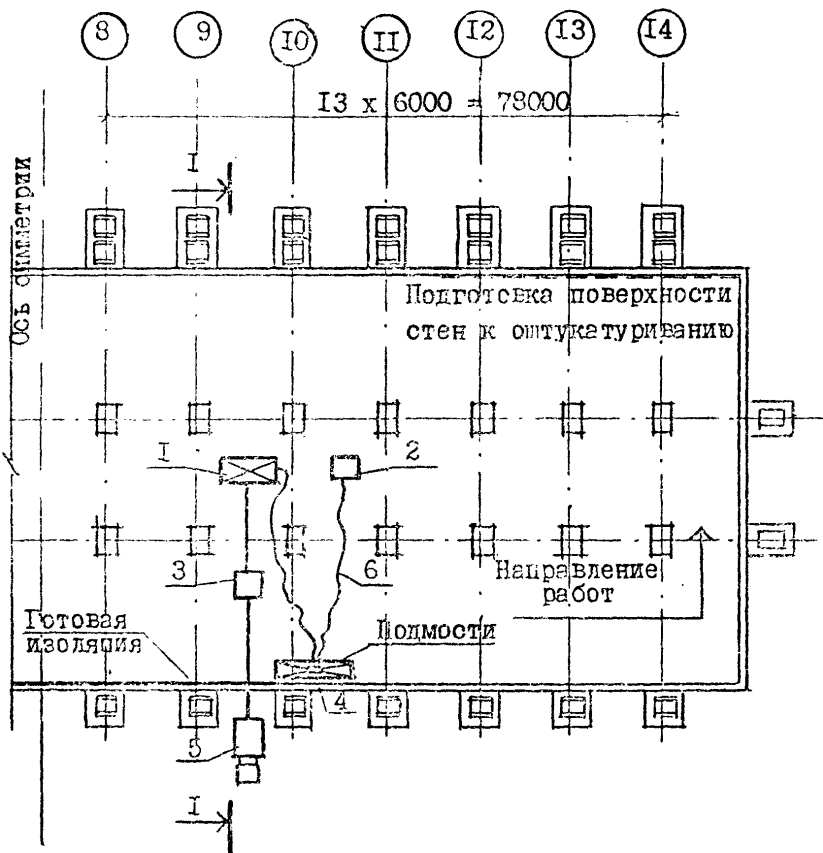 8 9 10 II I2 I3 I4
I3 x 6000 = 78000
I
Ось симметрии
Подготовка поверхности
стен к оштукатуриванию
I
2
3
6
Направление
работ
Готовая
изоляция
Подмости
4
5
I